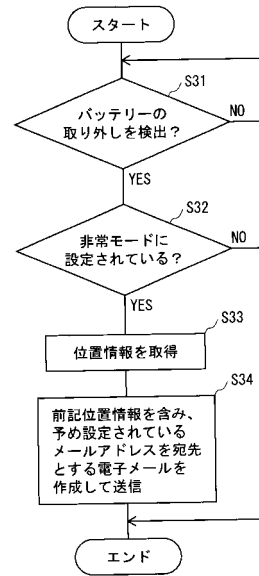 スタート
S31
バッテリーの
取り外しを検出？
NO
YES
S32
非常モードに
設定されている？
NO
YES
S33
位置情報を取得
S34
前記位置情報を含み、
予め設定されている
メールアドレスを宛先
とする電子メールを
作成して送信
エンド